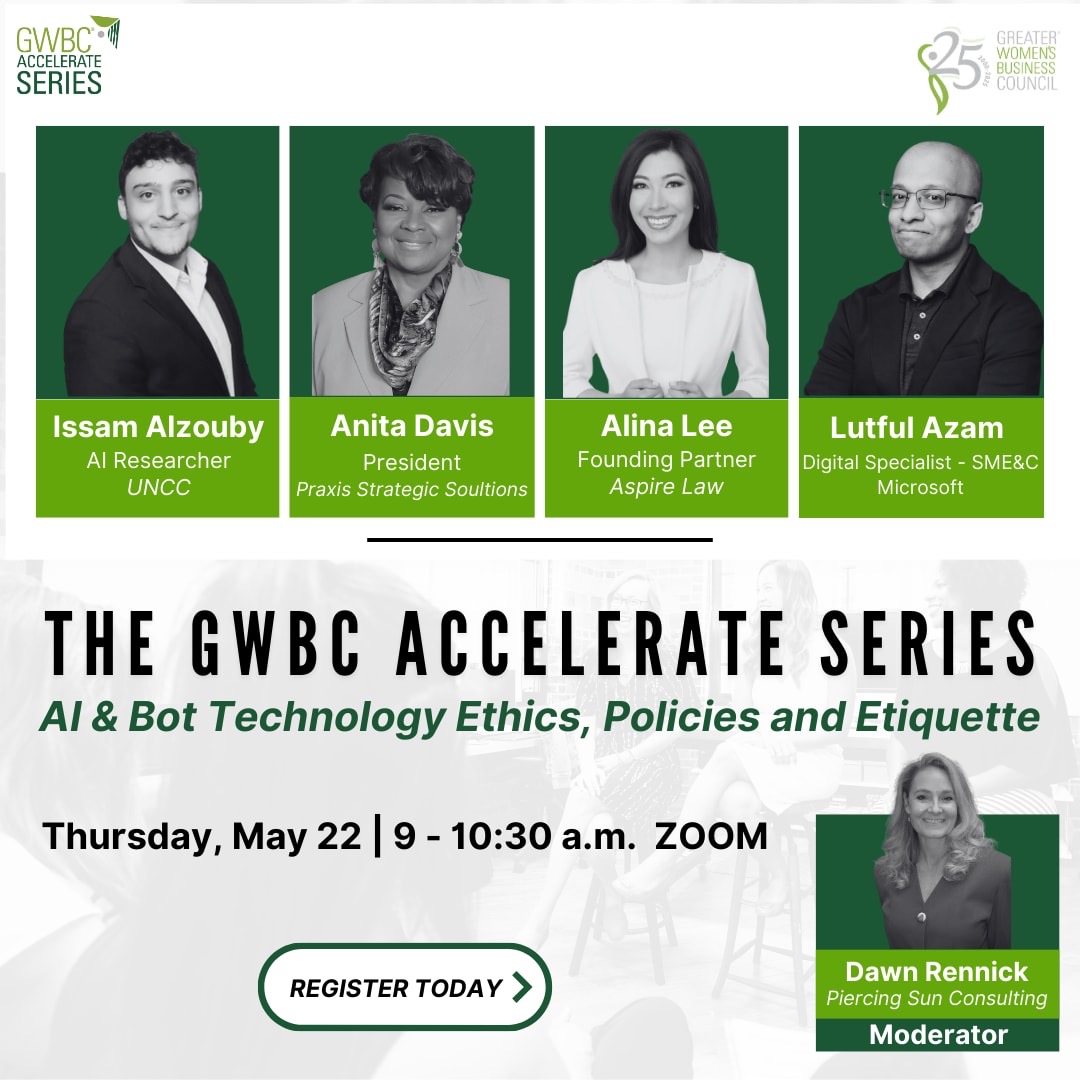 GWBC®
ACCELERATE
SERIES
25
2000-2025
GREATER®
WOMEN'S
BUSINESS
COUNCIL
Issam Alzouby
AI Researcher
UNCC
Anita Davis
President
Praxis Strategic Soultions
Alina Lee
Founding Partner
Aspire Law
Lutful Azam
Digital Specialist - SME&C
Microsoft
THE GWBC ACCELERATE SERIES
AI & Bot Technology Ethics, Policies and Etiquette
Thursday, May 22 | 9 - 10:30 a.m. ZOOM
REGISTER TODAY
Dawn Rennick
Piercing Sun Consulting
Moderator